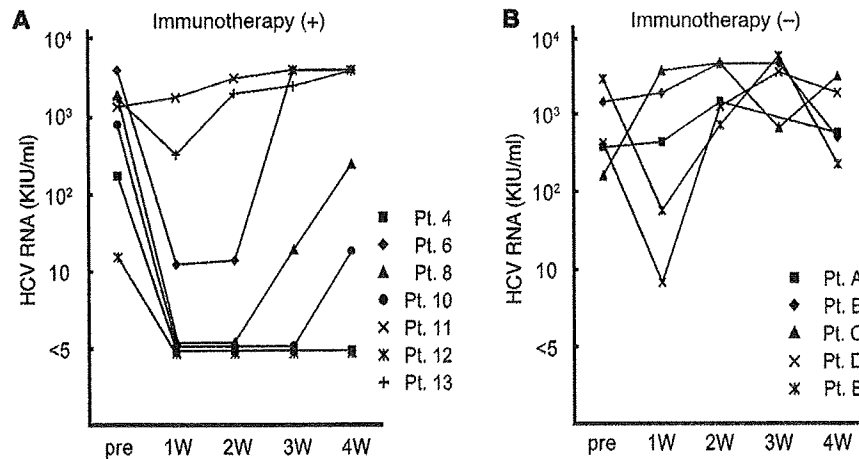 A
Immunotherapy (+)
HCV RNA (KIU/ml)
10⁴
10³
10²
10
<5
pre 1W 2W 3W 4W
Pt. 4
Pt. 6
Pt. 8
Pt. 10
Pt. 11
Pt. 12
Pt. 13
B
Immunotherapy (–)
HCV RNA (KIU/ml)
10⁴
10³
10²
10
<5
pre 1W 2W 3W 4W
Pt. A
Pt. B
Pt. C
Pt. D
Pt. E